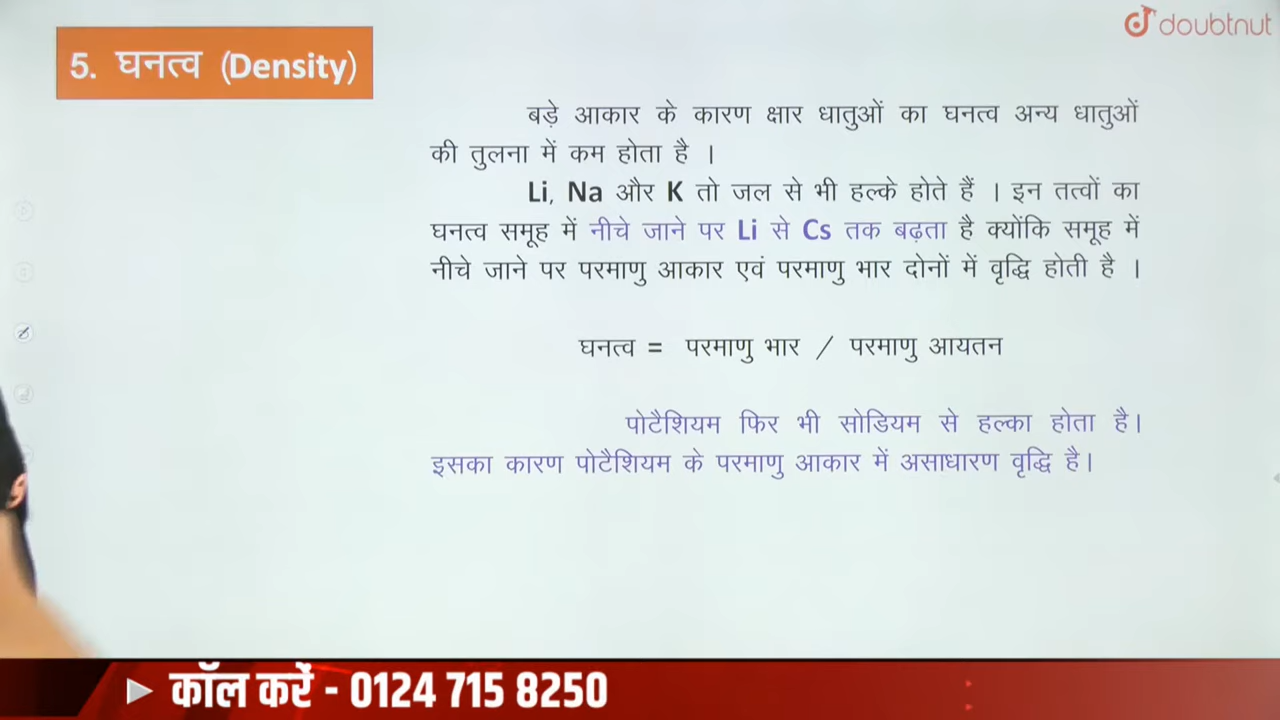 doubtnut
5. घनत्व (Density)
बड़े आकार के कारण क्षार धातुओं का घनत्व अन्य धातुओं
की तुलना में कम होता है ।
Li, Na और K तो जल से भी हल्के होते हैं । इन तत्वों का
घनत्व समूह में नीचे जाने पर Li से Cs तक बढ़ता है क्योंकि समूह में
नीचे जाने पर परमाणु आकार एवं परमाणु भार दोनों में वृद्धि होती है ।
घनत्व = परमाणु भार / परमाणु आयतन
पोटैशियम फिर भी सोडियम से हल्का होता है।
इसका कारण पोटैशियम के परमाणु आकार में असाधारण वृद्धि है।
कॉल करें - 0124 715 8250